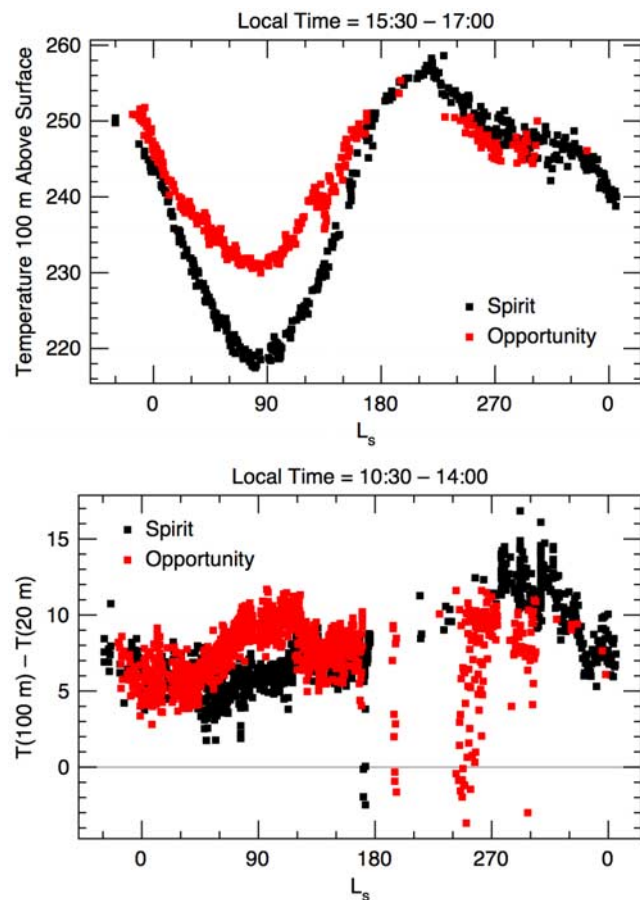 Local Time = 15:30 – 17:00
Temperature 100 m Above Surface
260
250
240
230
220
Spirit
Opportunity
0 90 180 270 0
Ls
Local Time = 10:30 – 14:00
T(100 m) – T(20 m)
15
10
5
0
Spirit
Opportunity
0 90 180 270 0
Ls